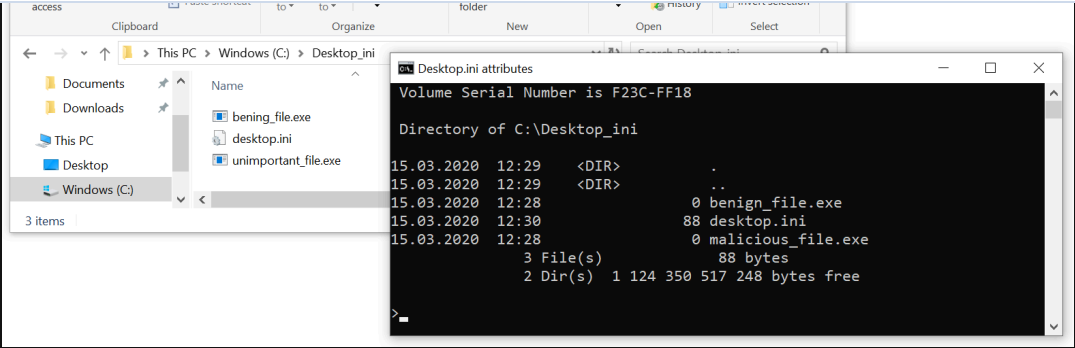 access
Paste shortcut
to
to
folder
History
Invert selection
Clipboard
Organize
New
Open
Select
This PC > Windows (C:) > Desktop_ini
Search Desktop_ini
Documents
Downloads
This PC
Desktop
Windows (C:)
Name
bening_file.exe
desktop.ini
unimportant_file.exe
3 items
Desktop.ini attributes
Volume Serial Number is F23C-FF18
Directory of C:\Desktop_ini
15.03.2020 12:29 <DIR> .
15.03.2020 12:29 <DIR> ..
15.03.2020 12:28 0 benign_file.exe
15.03.2020 12:30 88 desktop.ini
15.03.2020 12:28 0 malicious_file.exe
3 File(s) 88 bytes
2 Dir(s) 1 124 350 517 248 bytes free
>